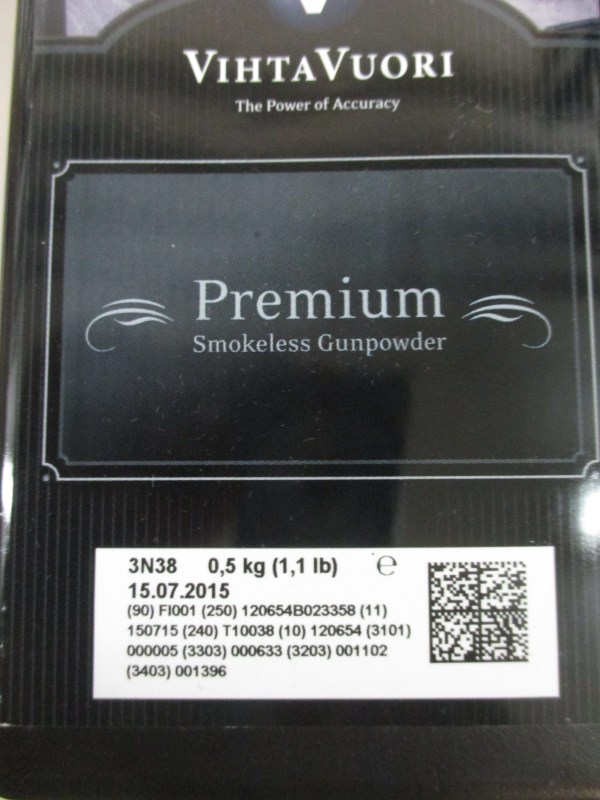 VIHTAVUORI
The Power of Accuracy
Premium
Smokeless Gunpowder
3N38 0,5 kg (1,1 lb) e
15.07.2015
(90) FI001 (250) 120654B023358 (11)
150715 (240) T10038 (10) 120654 (3101)
000005 (3303) 000633 (3203) 001102
(3403) 001396